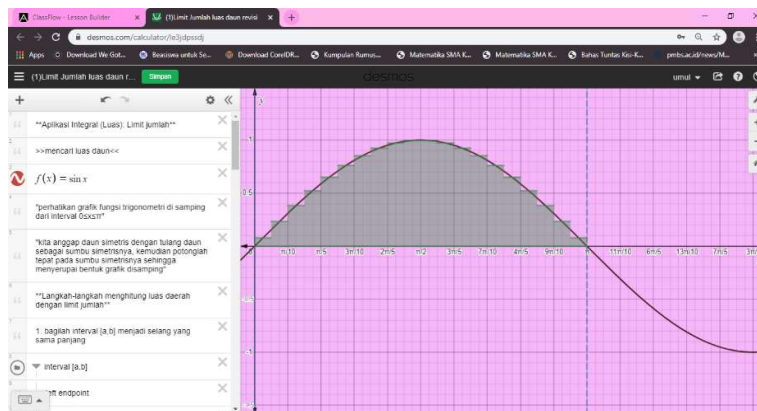 ClassFlow - Lesson Builder
(1)Limit Jumlah luas daun revisi
desmos.com/calculator/le3jdpssdj
Apps
Download We Got...
Beasiswa untuk Se...
Download CorelDR...
Kumpulan Rumus...
Matematika SMA K...
Matematika SMA K...
Bahas Tuntas Kisi-K...
pmbs.ac.id/news/M...
(1)Limit Jumlah luas daun r...
Simpan
desmos
umul
**Aplikasi Integral (Luas): Limit jumlah**
>>mencari luas daun<<
f(x) = sin x
"perhatikan grafik fungsi trigonometri di samping
dari interval 0≤x≤π"
"kita anggap daun simetris dengan tulang daun
sebagai sumbu simetrisnya, kemudian potonglah
tepat pada sumbu simetrisnya sehingga
menyerupai bentuk grafik disamping"
**Langkah-langkah menghitung luas daerah
dengan limit jumlah**
1. bagilah interval [a,b] menjadi selang yang
sama panjang
interval [a,b]
left endpoint
y
1
0.5
0
π/10
π/5
3π/10
2π/5
π/2
3π/5
7π/10
4π/5
9π/10
π
11π/10
6π/5
13π/10
7π/5
-0.5
-1